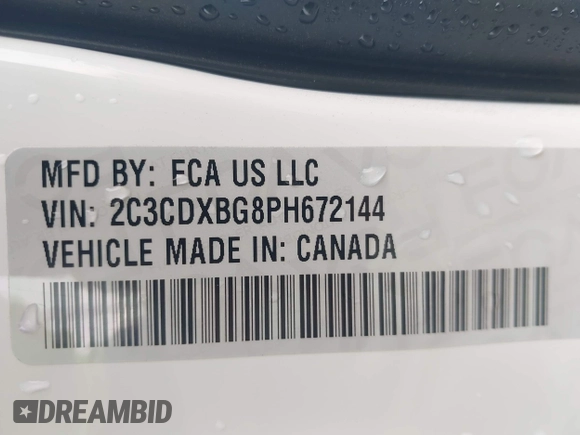 MFD BY: FCA US LLC
VIN: 2C3CDXBG8PH672144
VEHICLE MADE IN: CANADA
DREAMBID